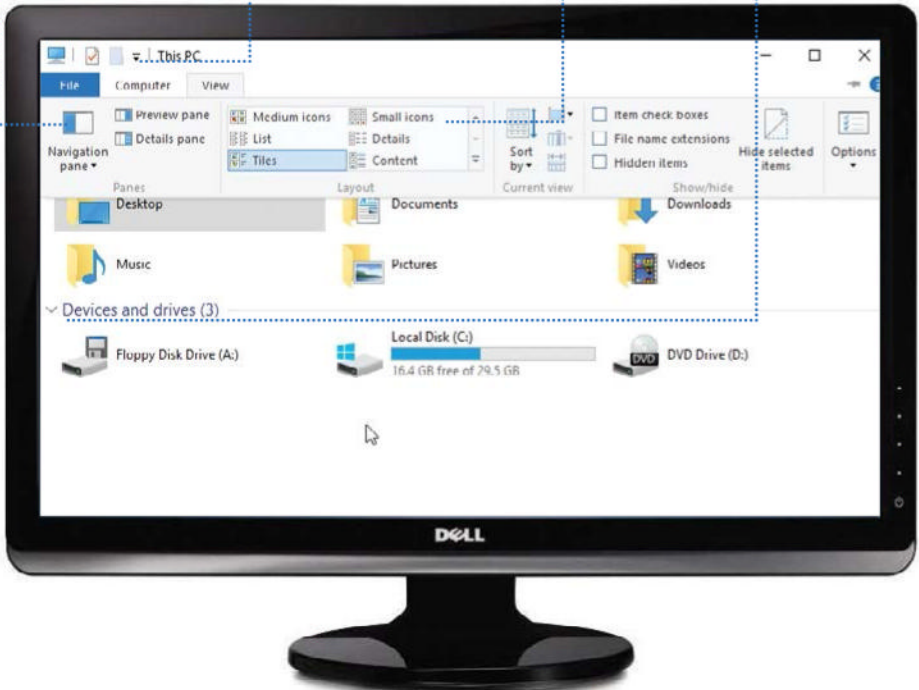 This PC
File Computer View
Navigation pane
Preview pane
Details pane
Medium icons
Small icons
List
Details
Tiles
Content
Sort by
Item check boxes
File name extensions
Hidden items
Hide selected items
Options
Panes
Layout
Current view
Show/hide
Desktop
Documents
Downloads
Music
Pictures
Videos
Devices and drives (3)
Floppy Disk Drive (A:)
Local Disk (C:)
16.4 GB free of 29.5 GB
DVD
DVD Drive (D:)
DELL